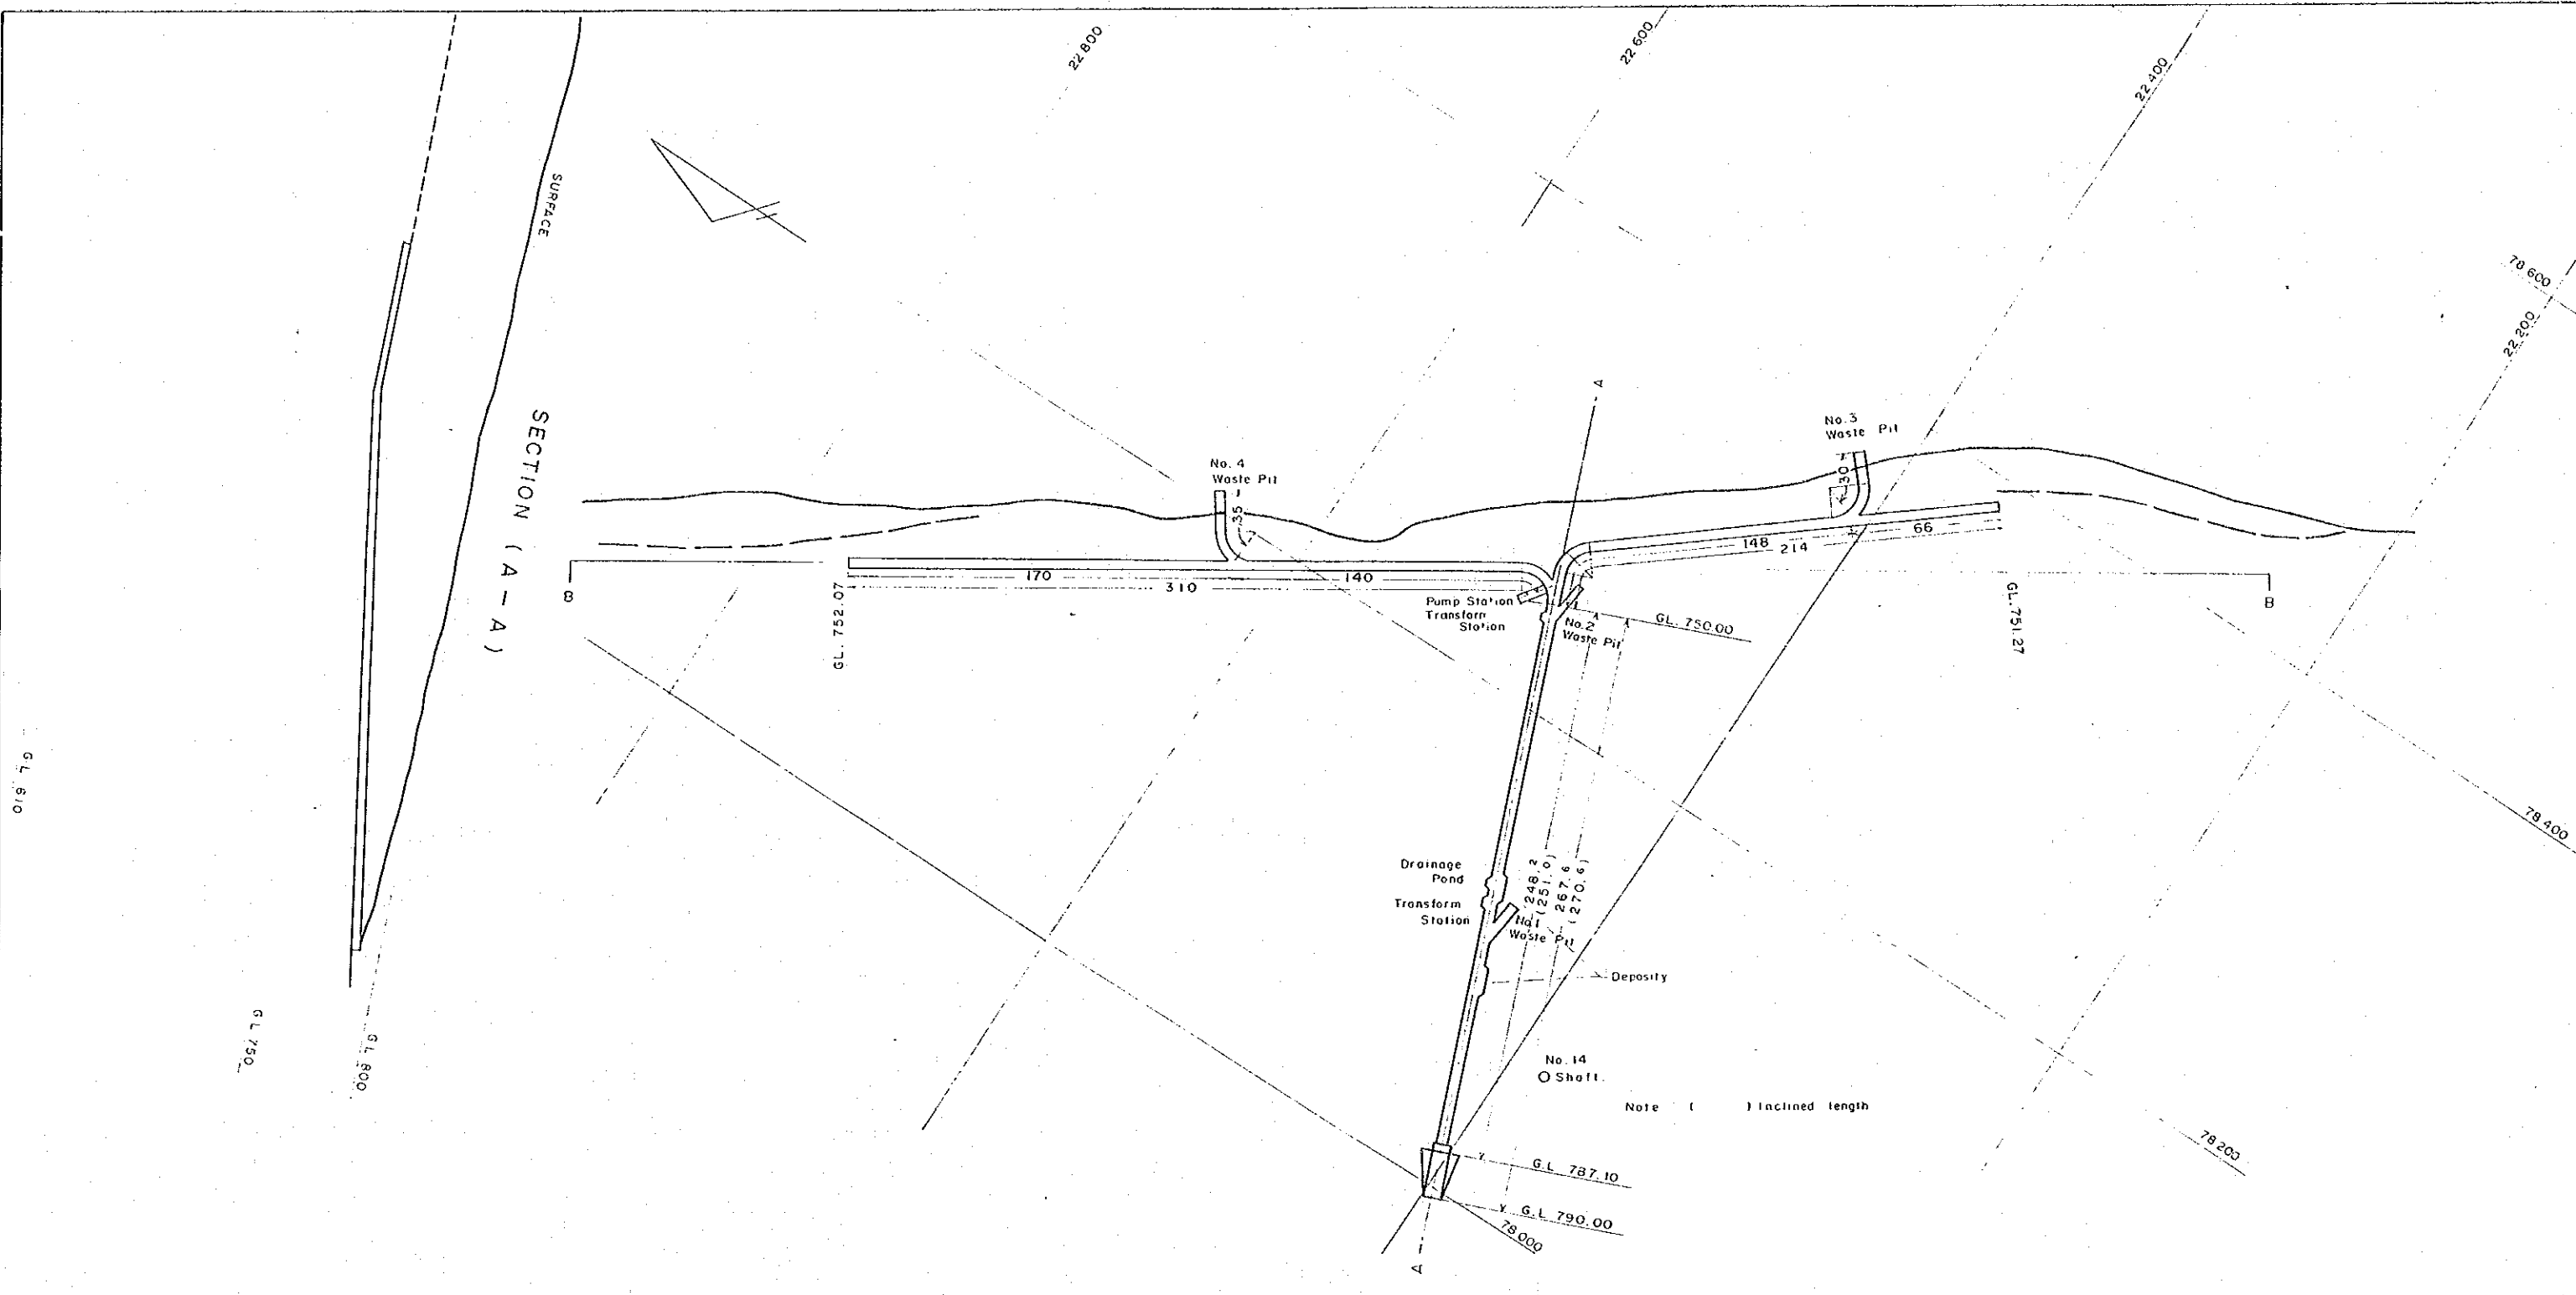 22 800
22 600
22 400
SURFACE
78 600
22 200
A
No. 3
Waste Pit
30
SECTION ( A - A )
No. 4
Waste Pit
35
66
148
214
170
140
310
B
B
GL. 752.07
GL. 751.27
Pump Station
Transform
Station
No. 2
Waste Pit
GL. 750.00
GL 610
78 400
Drainage
Pond
Transform
Station
248.2
(251.0)
267.6
(270.6)
No.1
Waste Pit
Deposity
GL 750
GL 800
No. 14
Shaft.
Note ( ) Inclined length
78 200
G.L 787.10
G.L 790.00
78 000
A